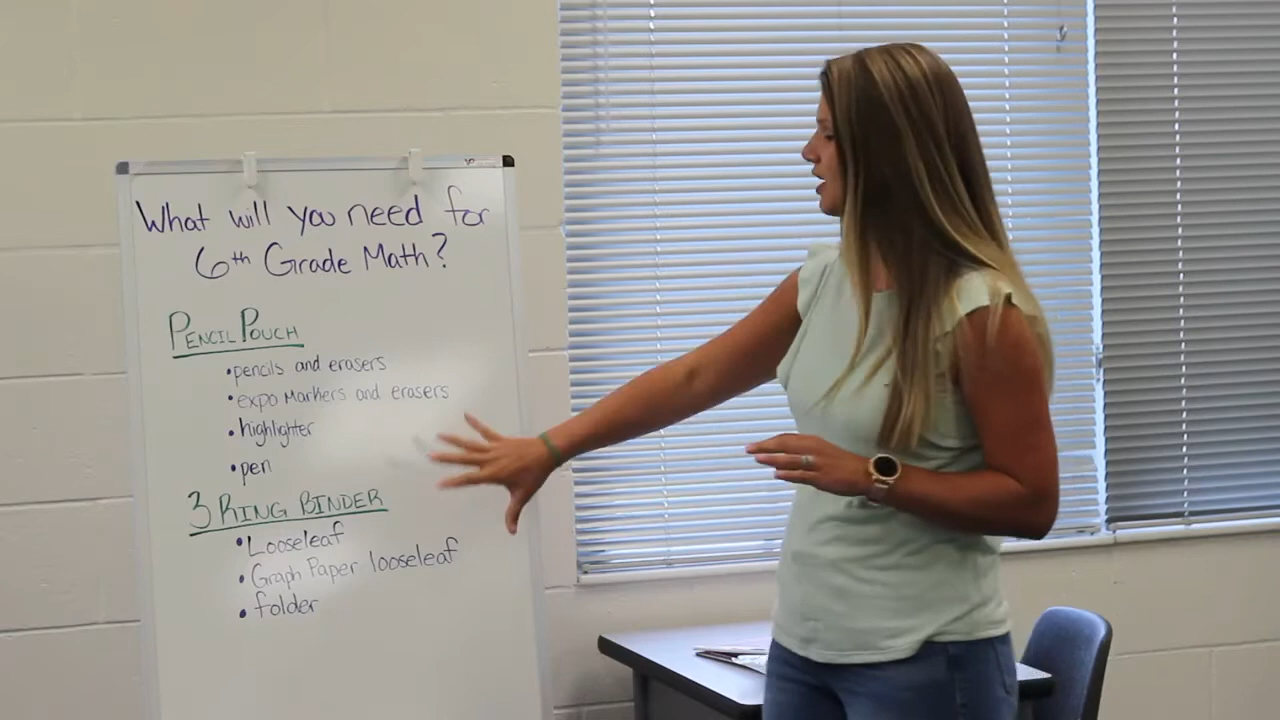 What will you need for
6th Grade Math?
PENCIL POUCH
• pencils and erasers
• expo Markers and erasers
• highlighter
• pen
3 RING BINDER
• Looseleaf
• Graph Paper looseleaf
• folder